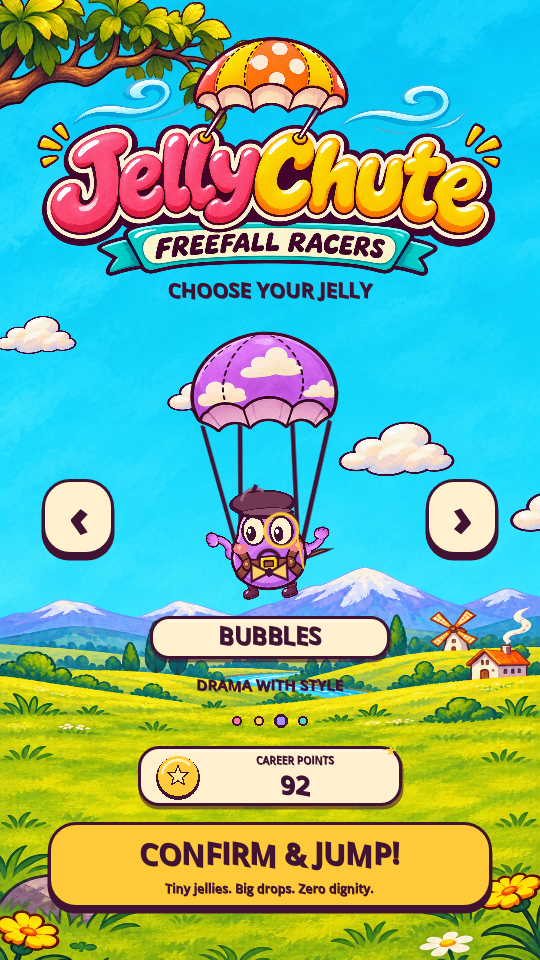 JellyChute
FREEFALL RACERS
CHOOSE YOUR JELLY
‹ ›
BUBBLES
DRAMA WITH STYLE
CAREER POINTS
92
CONFIRM & JUMP!
Tiny jellies. Big drops. Zero dignity.